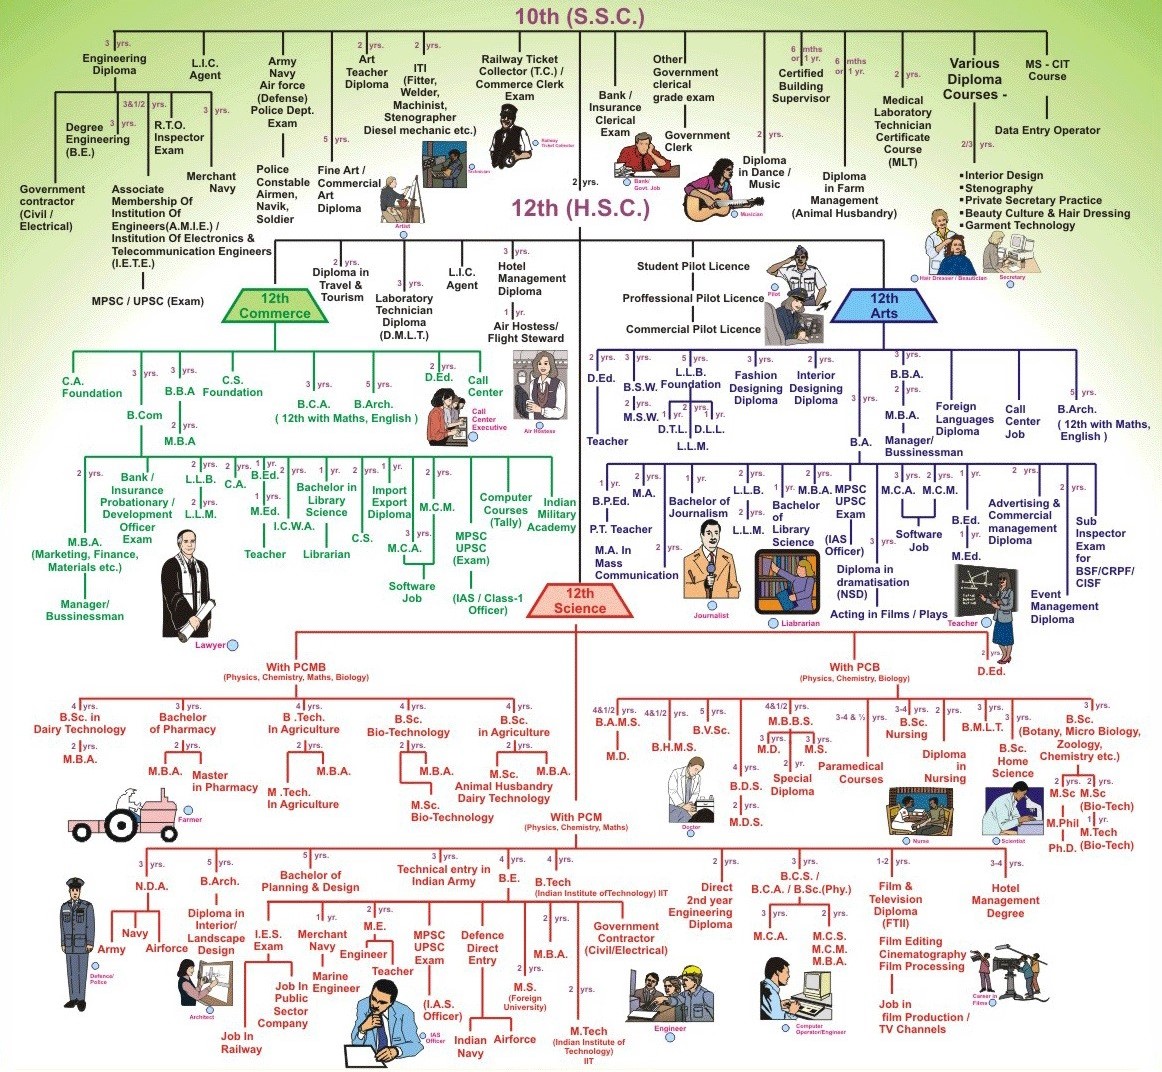 10th (S.S.C.)
3 yrs.
Engineering
Diploma
L.I.C.
Agent
Army
Navy
Air force
(Defense)
Police Dept.
Exam
2 yrs.
Art
Teacher
Diploma
2 yrs.
ITI
(Fitter,
Welder,
Machinist,
Stenographer
Diesel mechanic etc.)
Railway Ticket
Collector (T.C.) /
Commerce Clerk
Exam
Bank /
Insurance
Clerical
Exam
Other
Government
clerical
grade exam
Government
Clerk
6 mths
or 1 yr.
Certified
Building
Supervisor
6 mths
or 1 yr.
2 yrs.
Medical
Laboratory
Technician
Certificate
Course
(MLT)
Various
Diploma
Courses -
MS - CIT
Course
Data Entry Operator
3&1/2 yrs.
3 yrs.
3 yrs.
Degree
Engineering
(B.E.)
R.T.O.
Inspector
Exam
Merchant
Navy
Government
contractor
(Civil /
Electrical)
Associate
Membership Of
Institution Of
Engineers(A.M.I.E.) /
Institution Of Electronics &
Telecommunication Engineers
(I.E.T.E.)
MPSC / UPSC (Exam)
Police
Constable
Airmen,
Navik,
Soldier
5 yrs.
Fine Art /
Commercial
Art
Diploma
Artist
Technician
Railway
Ticket Collector
Bank/
Govt. Job
Musician
2 yrs.
Diploma
in Dance /
Music
Diploma
in Farm
Management
(Animal Husbandry)
2/3 yrs.
▪Interior Design
▪Stenography
▪Private Secretary Practice
▪Beauty Culture & Hair Dressing
▪Garment Technology
Hair Dresser / Beautician
Secretary
2 yrs.
12th (H.S.C.)
12th
Commerce
2 yrs.
Diploma in
Travel &
Tourism
3 yrs.
Laboratory
Technician
Diploma
(D.M.L.T.)
L.I.C.
Agent
3 yrs.
Hotel
Management
Diploma
1 yr.
Air Hostess/
Flight Steward
Air Hostess
Student Pilot Licence
Proffessional Pilot Licence
Commercial Pilot Licence
Pilot
12th
Arts
C.A.
Foundation
3 yrs.
B.Com
3 yrs.
B.B.A
2 yrs.
M.B.A
C.S.
Foundation
3 yrs.
B.C.A.
5 yrs.
B.Arch.
( 12th with Maths, English )
2 yrs.
D.Ed.
Call
Center
Call
Center
Executive
2 yrs.
M.B.A.
(Marketing, Finance,
Materials etc.)
Manager/
Bussinessman
Bank /
Insurance
Probationary /
Development
Officer
Exam
2 yrs.
L.L.B.
2 yrs.
L.L.M.
2 yrs.
C.A.
1 yr.
B.Ed.
1 yrs.
M.Ed.
Teacher
2 yrs.
I.C.W.A.
1 yr.
Bachelor in
Library
Science
Librarian
2 yrs.
C.S.
1 yr.
Import
Export
Diploma
2 yrs.
M.C.M.
3 yrs.
M.C.A.
Software
Job
MPSC
UPSC
(Exam)
(IAS / Class-1
Officer)
Computer
Courses
(Tally)
Indian
Military
Academy
Lawyer
2 yrs.
D.Ed.
Teacher
3 yrs.
B.S.W.
2 yrs.
M.S.W.
5 yrs.
L.L.B.
Foundation
1 yr.
2 yrs.
1 yr.
D.T.L.
D.L.L.
L.L.M.
3 yrs.
Fashion
Designing
Diploma
2 yrs.
Interior
Designing
Diploma
3 yrs.
B.A.
3 yrs.
B.B.A.
2 yrs.
M.B.A.
Manager/
Bussinessman
Foreign
Languages
Diploma
Call
Center
Job
5 yrs.
B.Arch.
( 12th with Maths,
English )
1 yr.
B.P.Ed.
P.T. Teacher
2 yrs.
M.A.
M.A. In
Mass
Communication
2 yrs.
Bachelor of
Journalism
Journalist
2 yrs.
L.L.B.
2 yrs.
L.L.M.
1 yr.
Bachelor
of
Library
Science
Liabrarian
2 yrs.
M.B.A.
MPSC
UPSC
Exam
(IAS
Officer)
3 yrs.
Diploma in
dramatisation
(NSD)
Acting in Films / Plays
3 yrs.
M.C.A.
2 yrs.
M.C.M.
Software
Job
1 yr.
B.Ed.
1 yr.
M.Ed.
Teacher
2 yrs.
Advertising &
Commercial
management
Diploma
Event
Management
Diploma
2 yrs.
Sub
Inspector
Exam
for
BSF/CRPF/
CISF
12th
Science
With PCMB
(Physics, Chemistry, Maths, Biology)
With PCB
(Physics, Chemistry, Biology)
2 yrs.
D.Ed.
4 yrs.
B.Sc. in
Dairy Technology
2 yrs.
M.B.A.
3 yrs.
Bachelor
of Pharmacy
2 yrs.
M.B.A.
Master
in Pharmacy
4 yrs.
B .Tech.
In Agriculture
2 yrs.
M.B.A.
M .Tech.
In Agriculture
4 yrs.
B.Sc.
Bio-Technology
2 yrs.
M.B.A.
M.Sc.
Bio-Technology
4 yrs.
B.Sc.
in Agriculture
2 yrs.
M.Sc.
M.B.A.
Animal Husbandry
Dairy Technology
Farmer
4&1/2 yrs.
B.A.M.S.
M.D.
4&1/2 yrs.
B.H.M.S.
5 yrs.
B.V.Sc.
4 yrs.
B.D.S.
2 yrs.
M.D.S.
4&1/2 yrs.
M.B.B.S.
3 yrs.
M.D.
3 yrs.
M.S.
2 yr.
Special
Diploma
3-4 & ½ yrs.
Paramedical
Courses
3-4 yrs.
B.Sc.
Nursing
2 yrs.
Diploma
in
Nursing
3 yrs.
B.M.L.T.
3 yrs.
B.Sc.
Home
Science
3 yrs.
B.Sc.
(Botany, Micro Biology,
Zoology,
Chemistry etc.)
2 yrs.
M.Sc
M.Phil
Ph.D.
2 yrs.
M.Sc
(Bio-Tech)
1 yr.
M.Tech
(Bio-Tech)
Doctor
Nurse
Scientist
With PCM
(Physics, Chemistry, Maths)
3 yrs.
N.D.A.
Army
Navy
Airforce
Defence/
Police
5 yrs.
B.Arch.
Diploma in
Interior/
Landscape
Design
Architect
5 yrs.
Bachelor of
Planning & Design
3 yrs.
Technical entry in
Indian Army
4 yrs.
B.E.
4 yrs.
B.Tech
(Indian Institute ofTechnology) IIT
I.E.S.
Exam
Job In
Railway
Job In
Public
Sector
Company
1 yr.
Merchant
Navy
Marine
Engineer
2 yrs.
M.E.
Engineer
Teacher
MPSC
UPSC
Exam
(I.A.S.
Officer)
IAS
Officer
Defence
Direct
Entry
Indian
Navy
Airforce
2 yrs.
M.S.
(Foreign
University)
2 yrs.
M.B.A.
2 yrs.
M.Tech
(Indian Institute of
Technology)
IIT
Government
Contractor
(Civil/Electrical)
Engineer
2 yrs.
Direct
2nd year
Engineering
Diploma
3 yrs.
B.C.S. /
B.C.A. / B.Sc.(Phy.)
3 yrs.
M.C.A.
2 yrs.
M.C.S.
M.C.M.
M.B.A.
Computer
Operator/Engineer
1-2 yrs.
Film &
Television
Diploma
(FTII)
Film Editing
Cinematography
Film Processing
Job in
film Production /
TV Channels
Career in
Films
3-4 yrs.
Hotel
Management
Degree